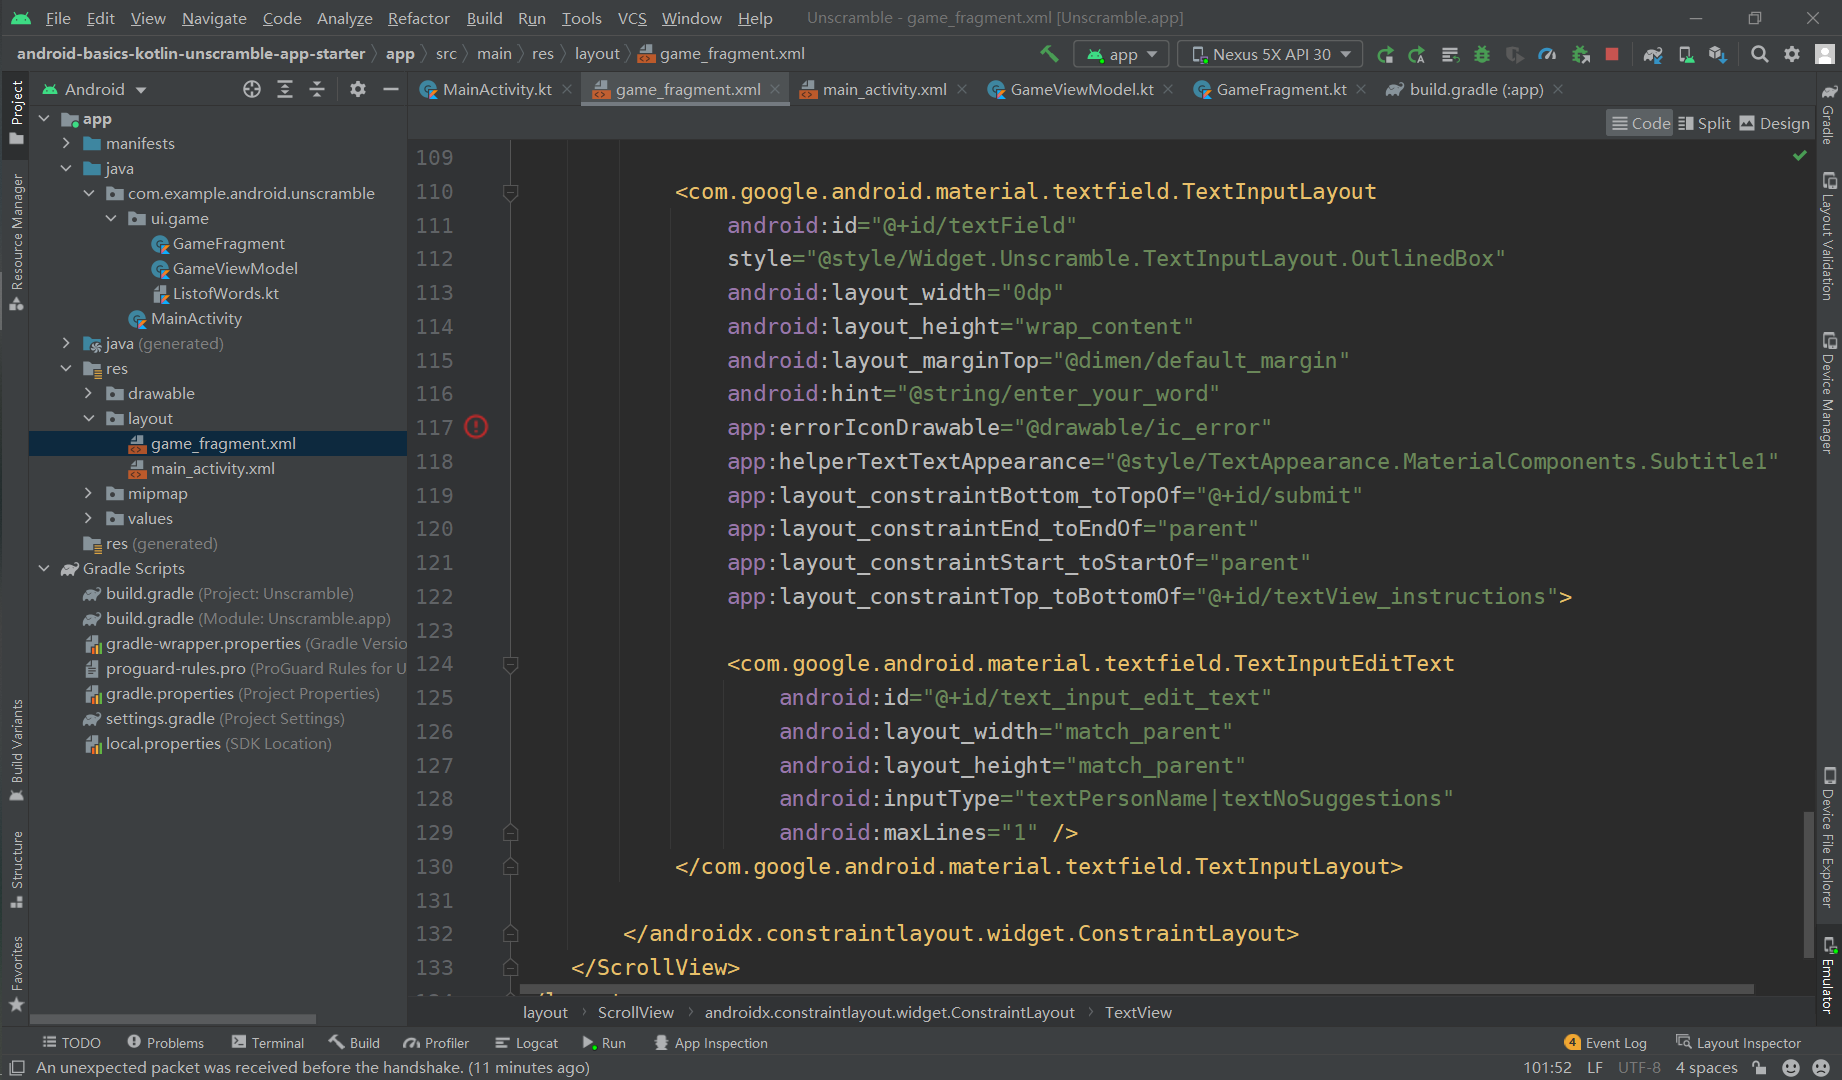 File Edit View Navigate Code Analyze Refactor Build Run Tools VCS Window Help Unscramble - game_fragment.xml [Unscramble.app]
android-basics-kotlin-unscramble-app-starter app src main res layout game_fragment.xml app Nexus 5X API 30
Android
MainActivity.kt game_fragment.xml main_activity.xml GameViewModel.kt GameFragment.kt build.gradle (:app)
Code Split Design
Project
Resource Manager
Build Variants
Structure
Favorites
app
manifests
java
com.example.android.unscramble
ui.game
GameFragment
GameViewModel
ListofWords.kt
MainActivity
java (generated)
res
drawable
layout
game_fragment.xml
main_activity.xml
mipmap
values
res (generated)
Gradle Scripts
build.gradle (Project: Unscramble)
build.gradle (Module: Unscramble.app)
gradle-wrapper.properties (Gradle Versio
proguard-rules.pro (ProGuard Rules for U
gradle.properties (Project Properties)
settings.gradle (Project Settings)
local.properties (SDK Location)
109
110 <com.google.android.material.textfield.TextInputLayout
111 android:id="@+id/textField"
112 style="@style/Widget.Unscramble.TextInputLayout.OutlinedBox"
113 android:layout_width="0dp"
114 android:layout_height="wrap_content"
115 android:layout_marginTop="@dimen/default_margin"
116 android:hint="@string/enter_your_word"
117 app:errorIconDrawable="@drawable/ic_error"
118 app:helperTextTextAppearance="@style/TextAppearance.MaterialComponents.Subtitle1"
119 app:layout_constraintBottom_toTopOf="@+id/submit"
120 app:layout_constraintEnd_toEndOf="parent"
121 app:layout_constraintStart_toStartOf="parent"
122 app:layout_constraintTop_toBottomOf="@+id/textView_instructions">
123
124 <com.google.android.material.textfield.TextInputEditText
125 android:id="@+id/text_input_edit_text"
126 android:layout_width="match_parent"
127 android:layout_height="match_parent"
128 android:inputType="textPersonName|textNoSuggestions"
129 android:maxLines="1" />
130 </com.google.android.material.textfield.TextInputLayout>
131
132 </androidx.constraintlayout.widget.ConstraintLayout>
133 </ScrollView>
layout ScrollView androidx.constraintlayout.widget.ConstraintLayout TextView
Gradle
Layout Validation
Device Manager
Device File Explorer
Emulator
TODO Problems Terminal Build Profiler Logcat Run App Inspection 4 Event Log Layout Inspector
An unexpected packet was received before the handshake. (11 minutes ago) 101:52 LF UTF-8 4 spaces